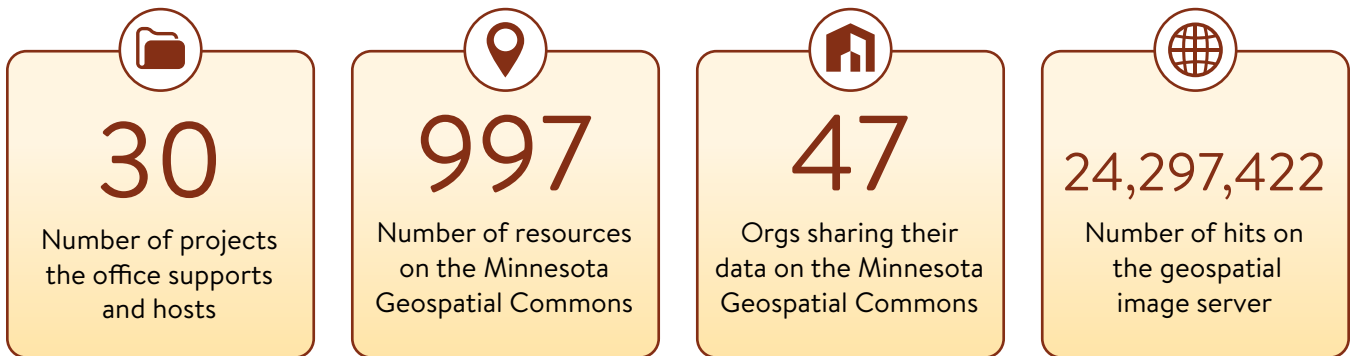 30
Number of projects
the office supports
and hosts
997
Number of resources
on the Minnesota
Geospatial Commons
47
Orgs sharing their
data on the Minnesota
Geospatial Commons
24,297,422
Number of hits on
the geospatial
image server